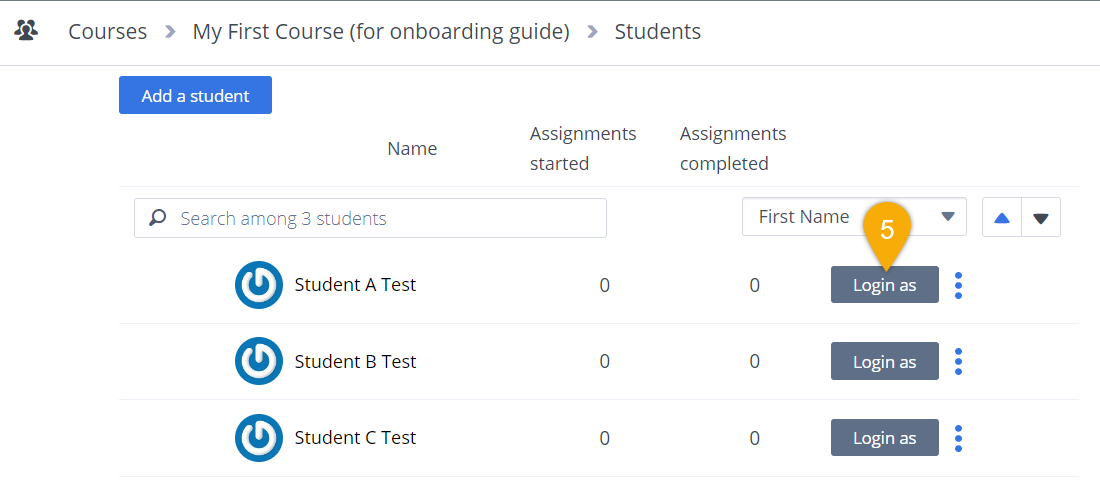 Courses > My First Course (for onboarding guide) > Students
Add a student
Name
Assignments started
Assignments completed
Search among 3 students
First Name
5
Student A Test 0 0 Login as
Student B Test 0 0 Login as
Student C Test 0 0 Login as